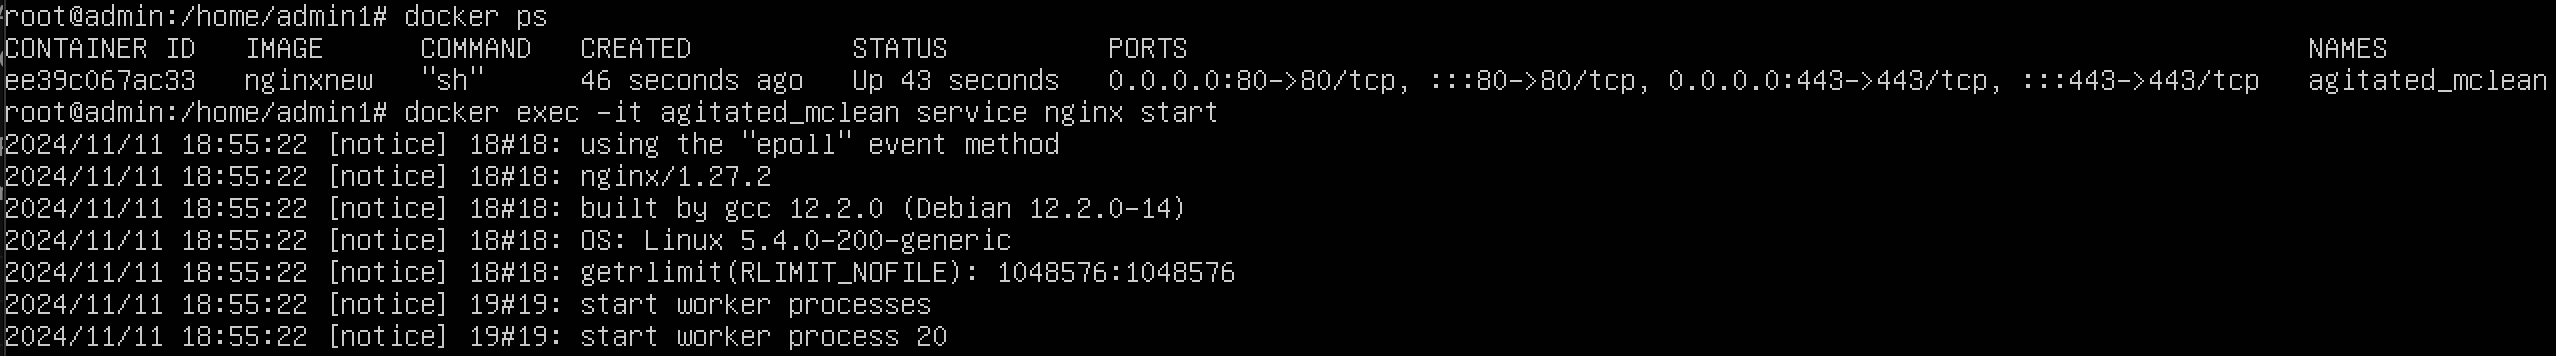 root@admin:/home/admin1# docker ps
CONTAINER ID   IMAGE      COMMAND   CREATED          STATUS          PORTS                                                                      NAMES
ee39c067ac33   nginxnew   "sh"      46 seconds ago   Up 43 seconds   0.0.0.0:80->80/tcp, :::80->80/tcp, 0.0.0.0:443->443/tcp, :::443->443/tcp   agitated_mclean
root@admin:/home/admin1# docker exec -it agitated_mclean service nginx start
2024/11/11 18:55:22 [notice] 18#18: using the "epoll" event method
2024/11/11 18:55:22 [notice] 18#18: nginx/1.27.2
2024/11/11 18:55:22 [notice] 18#18: built by gcc 12.2.0 (Debian 12.2.0-14)
2024/11/11 18:55:22 [notice] 18#18: OS: Linux 5.4.0-200-generic
2024/11/11 18:55:22 [notice] 18#18: getrlimit(RLIMIT_NOFILE): 1048576:1048576
2024/11/11 18:55:22 [notice] 19#19: start worker processes
2024/11/11 18:55:22 [notice] 19#19: start worker process 20